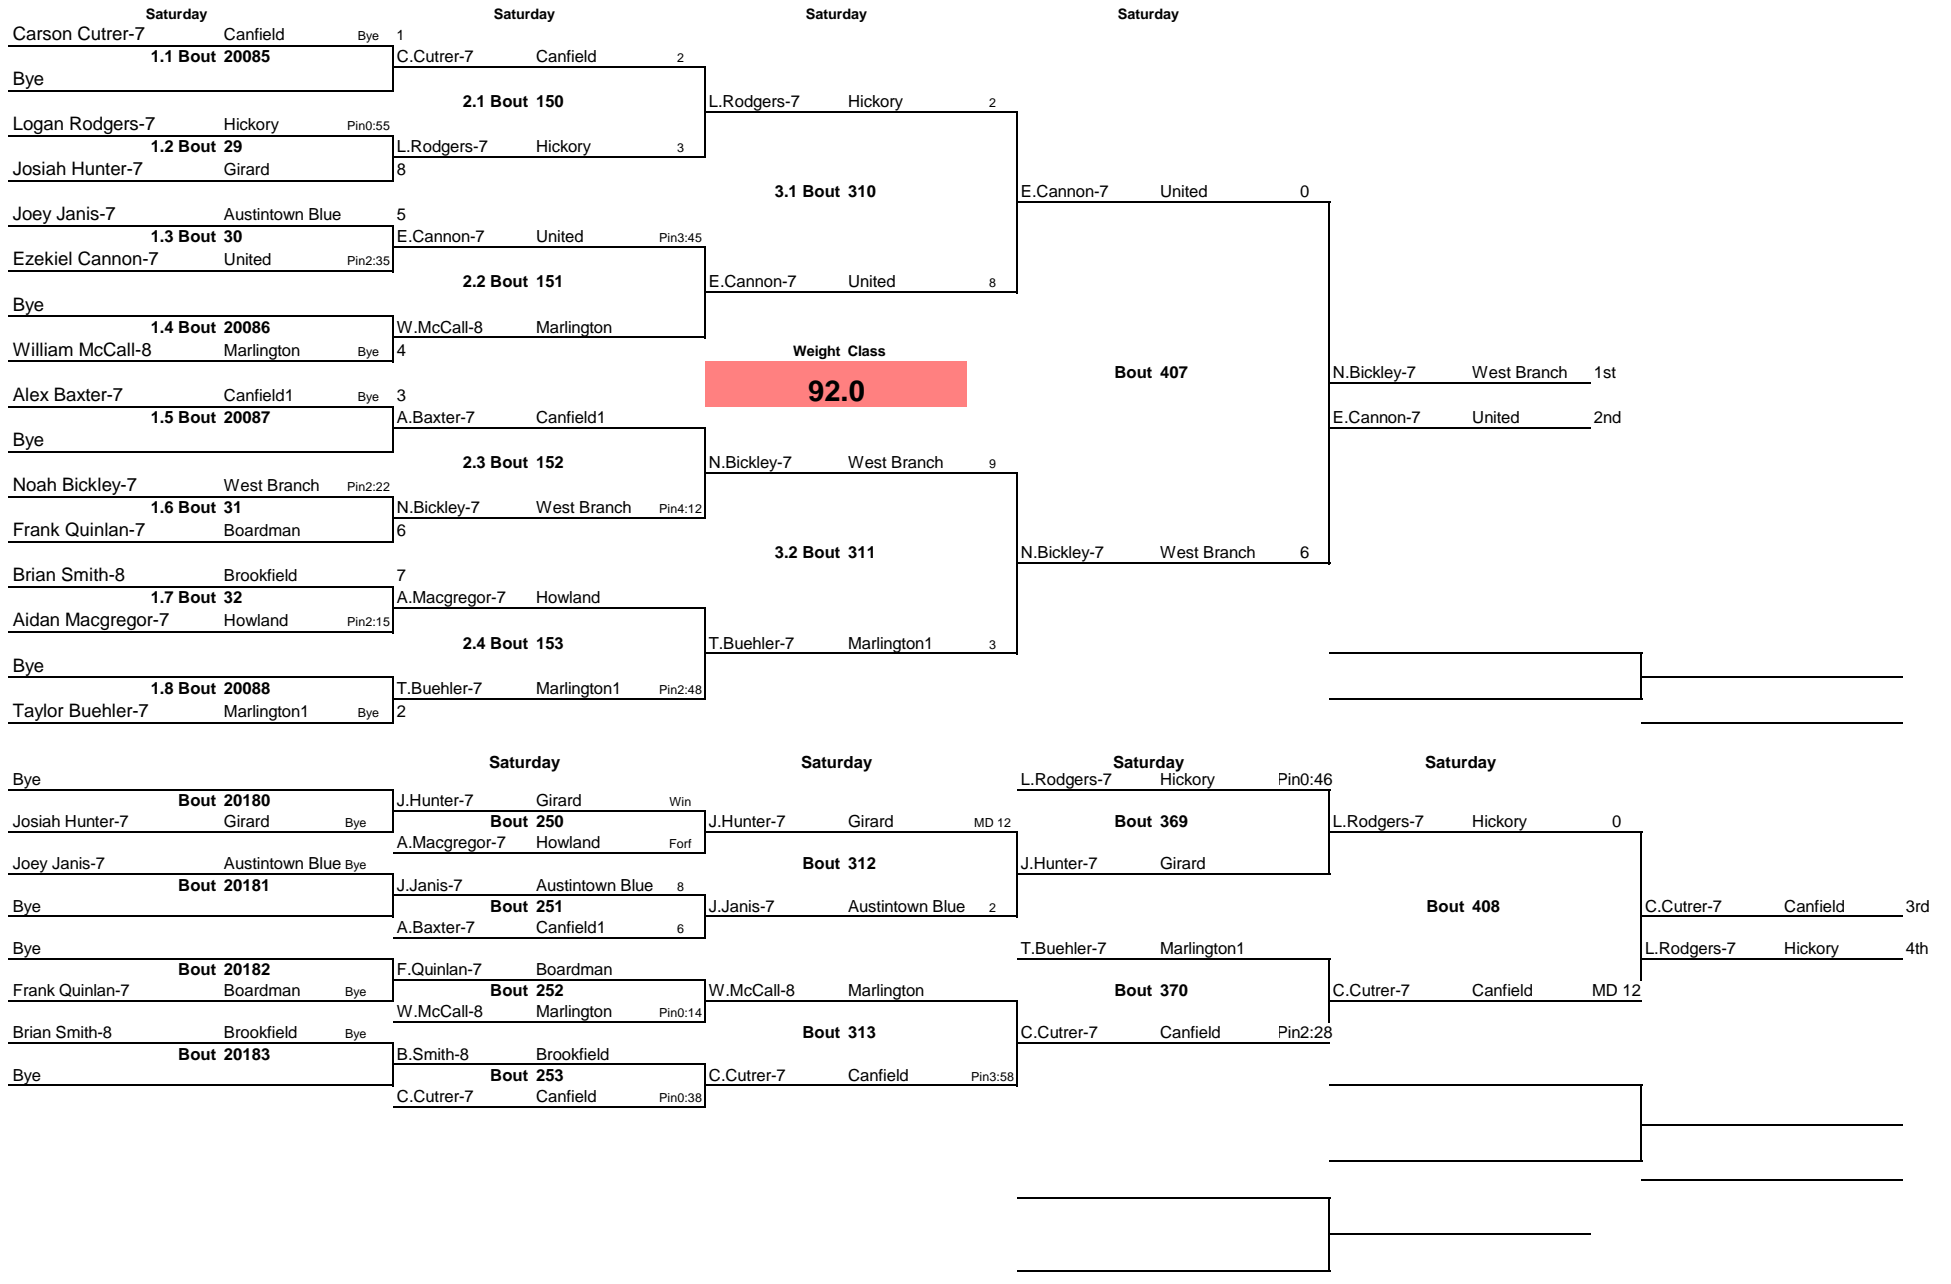 Saturday Saturday Saturday Saturday
Carson Cutrer-7 Canfield Bye 1
1.1 Bout 20085 C.Cutrer-7 Canfield 2
Bye
2.1 Bout 150 L.Rodgers-7 Hickory 2
Logan Rodgers-7 Hickory Pin0:55
1.2 Bout 29 L.Rodgers-7 Hickory 3
Josiah Hunter-7 Girard 8
3.1 Bout 310 E.Cannon-7 United 0
Joey Janis-7 Austintown Blue 5
1.3 Bout 30 E.Cannon-7 United Pin3:45
Ezekiel Cannon-7 United Pin2:35
2.2 Bout 151 E.Cannon-7 United 8
Bye
1.4 Bout 20086 W.McCall-8 Marlington
William McCall-8 Marlington Bye 4 Weight Class
Bout 407 N.Bickley-7 West Branch 1st
Alex Baxter-7 Canfield1 Bye 3 92.0
1.5 Bout 20087 A.Baxter-7 Canfield1 E.Cannon-7 United 2nd
Bye
2.3 Bout 152 N.Bickley-7 West Branch 9
Noah Bickley-7 West Branch Pin2:22
1.6 Bout 31 N.Bickley-7 West Branch Pin4:12
Frank Quinlan-7 Boardman 6
3.2 Bout 311 N.Bickley-7 West Branch 6
Brian Smith-8 Brookfield 7
1.7 Bout 32 A.Macgregor-7 Howland
Aidan Macgregor-7 Howland Pin2:15
2.4 Bout 153 T.Buehler-7 Marlington1 3
Bye
1.8 Bout 20088 T.Buehler-7 Marlington1 Pin2:48
Taylor Buehler-7 Marlington1 Bye 2
Saturday Saturday Saturday Saturday
Bye L.Rodgers-7 Hickory Pin0:46
Bout 20180 J.Hunter-7 Girard Win
Josiah Hunter-7 Girard Bye Bout 250 J.Hunter-7 Girard MD 12 Bout 369 L.Rodgers-7 Hickory 0
A.Macgregor-7 Howland Forf
Joey Janis-7 Austintown Blue Bye Bout 312 J.Hunter-7 Girard
Bout 20181 J.Janis-7 Austintown Blue 8
Bye Bout 251 J.Janis-7 Austintown Blue 2 Bout 408 C.Cutrer-7 Canfield 3rd
A.Baxter-7 Canfield1 6
Bye T.Buehler-7 Marlington1 L.Rodgers-7 Hickory 4th
Bout 20182 F.Quinlan-7 Boardman
Frank Quinlan-7 Boardman Bye Bout 252 W.McCall-8 Marlington Bout 370 C.Cutrer-7 Canfield MD 12
W.McCall-8 Marlington Pin0:14
Brian Smith-8 Brookfield Bye Bout 313 C.Cutrer-7 Canfield Pin2:28
Bout 20183 B.Smith-8 Brookfield
Bye Bout 253 C.Cutrer-7 Canfield Pin3:58
C.Cutrer-7 Canfield Pin0:38